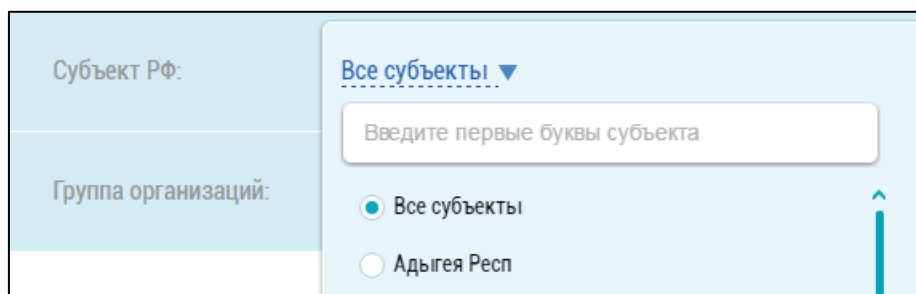 Субъект РФ:
Все субъекты
Введите первые буквы субъекта
Группа организаций:
Все субъекты
Адыгея Респ